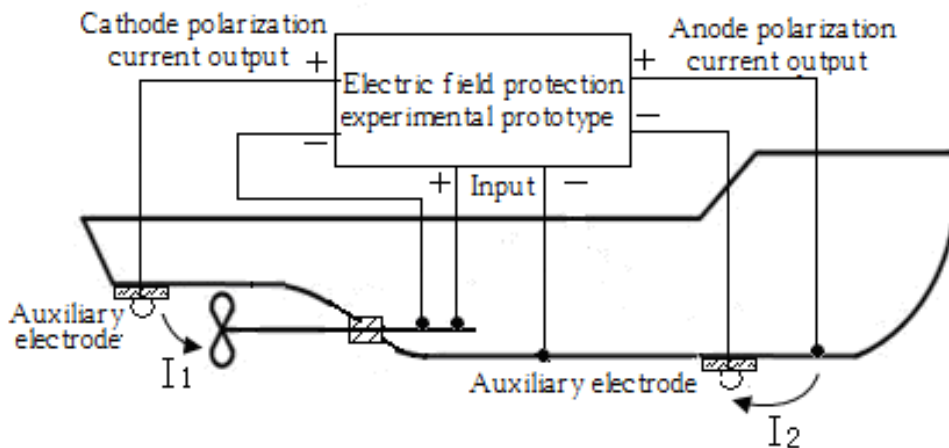 Cathode polarization
current output
Anode polarization
current output
+
+
Electric field protection
experimental prototype
−
−
+ Input −
Auxiliary
electrode
I1
Auxiliary electrode
I2